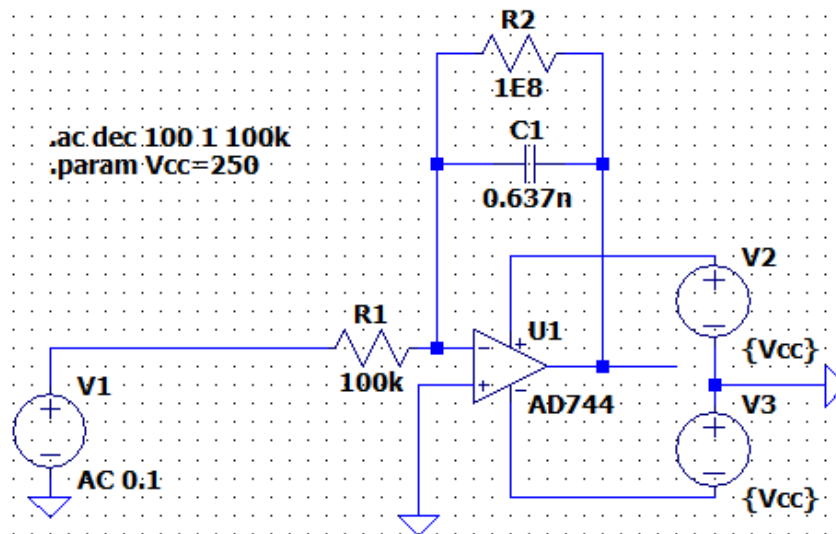 R2
1E8
.ac dec 100 1 100k
.param Vcc=250
C1
0.637n
V2
R1
U1
{Vcc}
100k
V1
AD744
V3
AC 0.1
{Vcc}